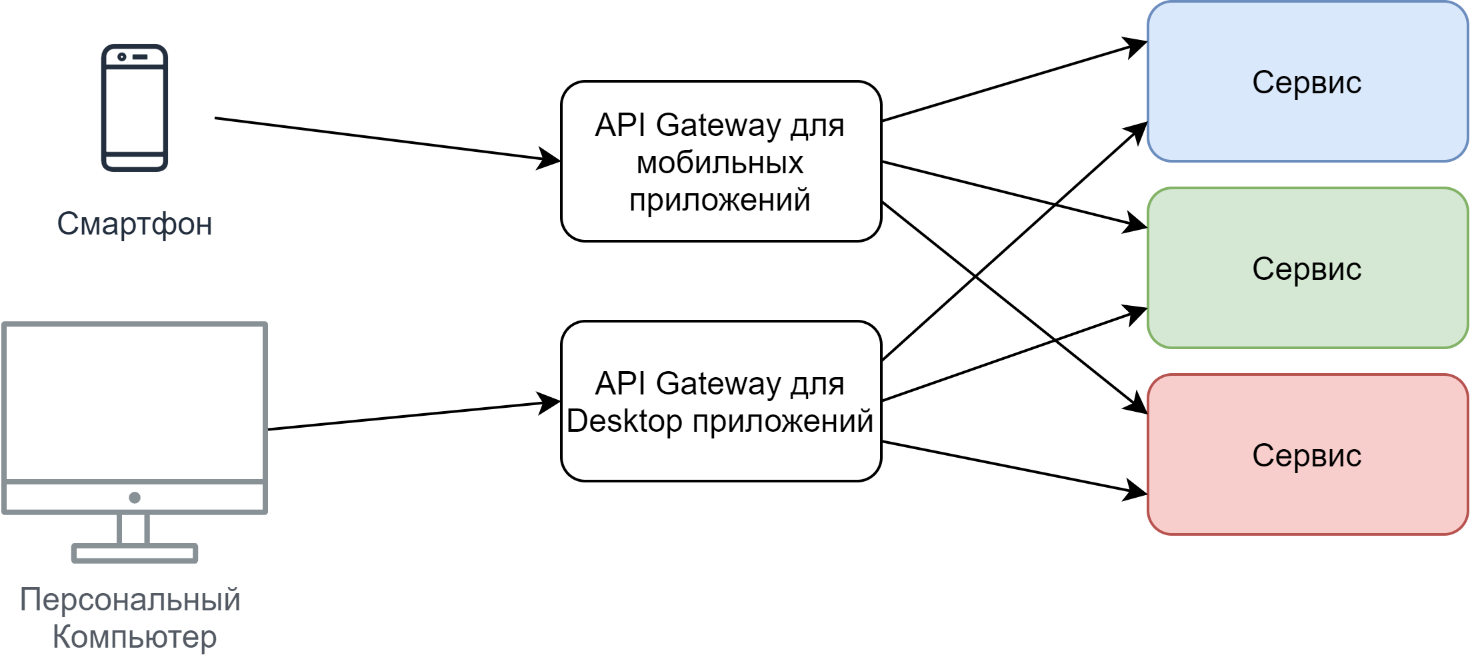 Смартфон
API Gateway для
мобильных
приложений
Сервис
Сервис
API Gateway для
Desktop приложений
Сервис
Персональный
Компьютер